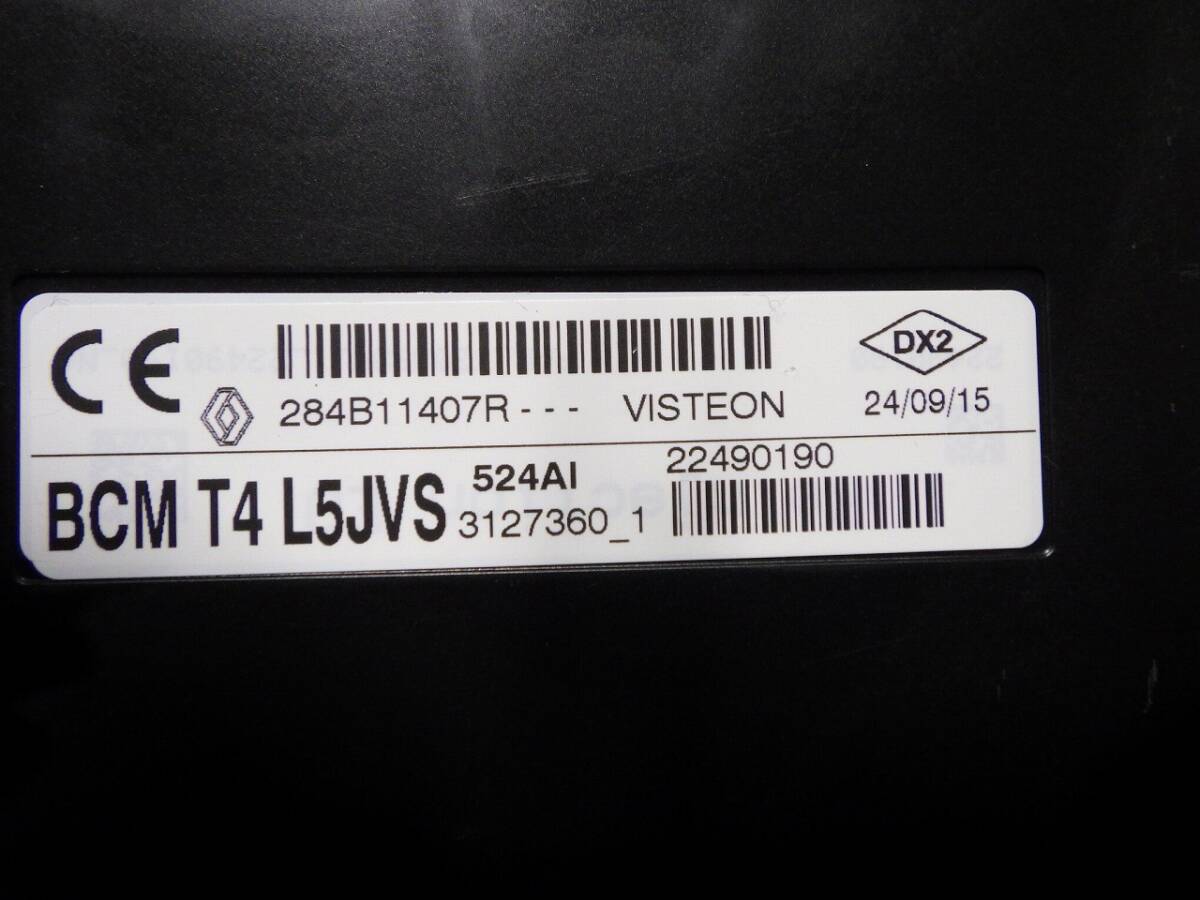 CE
DX2
284B11407R - - - VISTEON 24/09/15
BCM T4 L5JVS 524AI 22490190
3127360_1